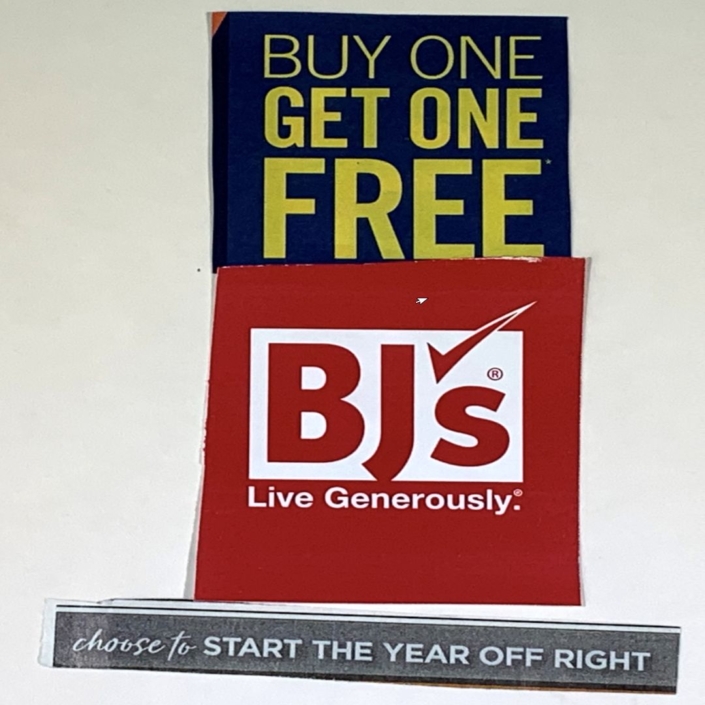 BUY ONE
GET ONE
FREE*
BJ's®
Live Generously.®
choose to START THE YEAR OFF RIGHT